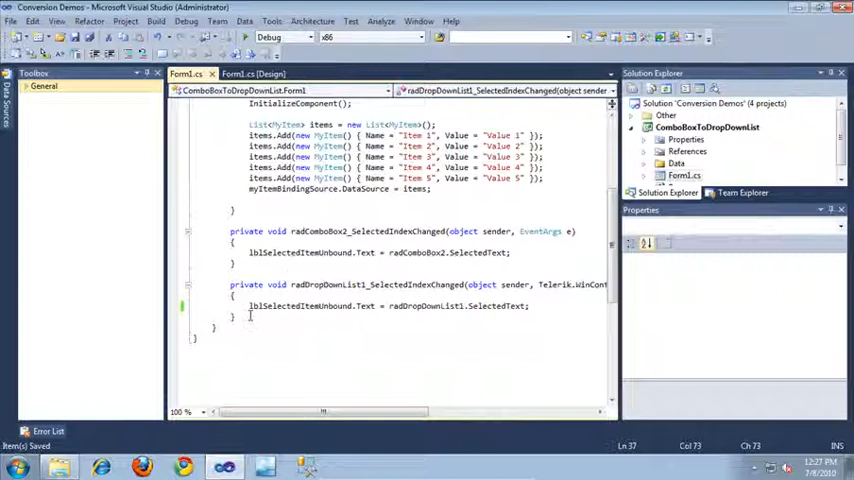 Conversion Demos - Microsoft Visual Studio (Administrator)
File Edit View Refactor Project Build Debug Team Data Tools Architecture Test Analyze Window Help
Debug x86
Toolbox
Form1.cs Form1.cs [Design]
Solution Explorer
General
ComboBoxToDropDownList.Form1 radDropDownList1_SelectedIndexChanged(object sender
Data Sources
InitializeComponent();
List<MyItem> items = new List<MyItem>();
items.Add(new MyItem() { Name = "Item 1", Value = "Value 1" });
items.Add(new MyItem() { Name = "Item 2", Value = "Value 2" });
items.Add(new MyItem() { Name = "Item 3", Value = "Value 3" });
items.Add(new MyItem() { Name = "Item 4", Value = "Value 4" });
items.Add(new MyItem() { Name = "Item 5", Value = "Value 5" });
myItemBindingSource.DataSource = items;
}
private void radComboBox2_SelectedIndexChanged(object sender, EventArgs e)
{
lblSelectedItemUnbound.Text = radComboBox2.SelectedText;
}
private void radDropDownList1_SelectedIndexChanged(object sender, Telerik.WinCont
{
lblSelectedItemUnbound.Text = radDropDownList1.SelectedText;
}
}
}
100 %
Solution 'Conversion Demos' (4 projects)
Other
ComboBoxToDropDownList
Properties
References
Data
Form1.cs
Solution Explorer Team Explorer
Properties
Error List
Item(s) Saved Ln 37 Col 73 Ch 73 INS
12:27 PM
7/8/2010